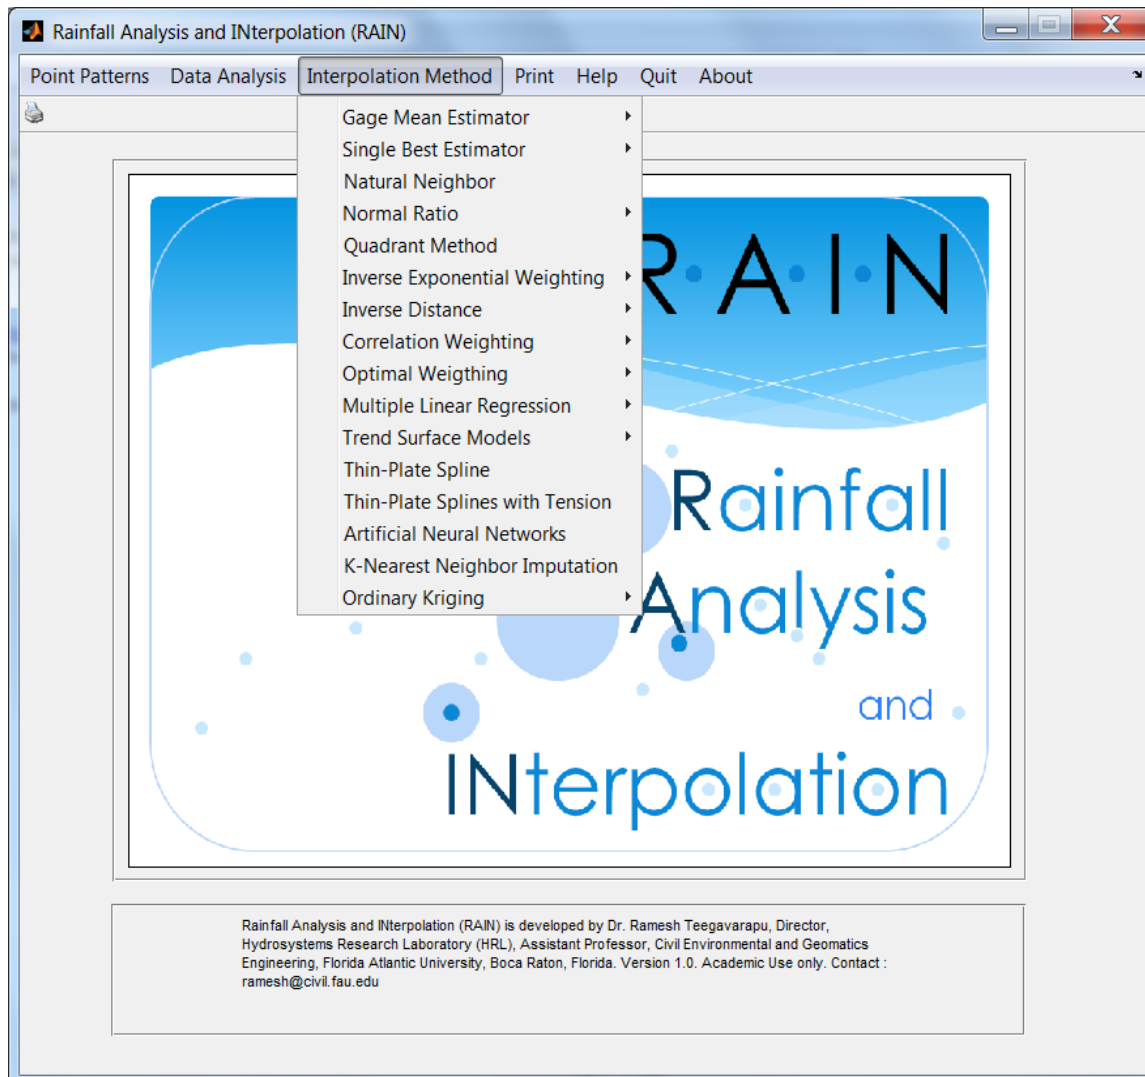 Rainfall Analysis and INterpolation (RAIN)
Point Patterns Data Analysis Interpolation Method Print Help Quit About
Gage Mean Estimator
Single Best Estimator
Natural Neighbor
Normal Ratio
Quadrant Method
Inverse Exponential Weighting
Inverse Distance
Correlation Weighting
Optimal Weigthing
Multiple Linear Regression
Trend Surface Models
Thin-Plate Spline
Thin-Plate Splines with Tension
Artificial Neural Networks
K-Nearest Neighbor Imputation
Ordinary Kriging
R·A·I·N
Rainfall
Analysis
and
INterpolation
Rainfall Analysis and INterpolation (RAIN) is developed by Dr. Ramesh Teegavarapu, Director,
Hydrosystems Research Laboratory (HRL), Assistant Professor, Civil Environmental and Geomatics
Engineering, Florida Atlantic University, Boca Raton, Florida. Version 1.0. Academic Use only. Contact :
ramesh@civil.fau.edu